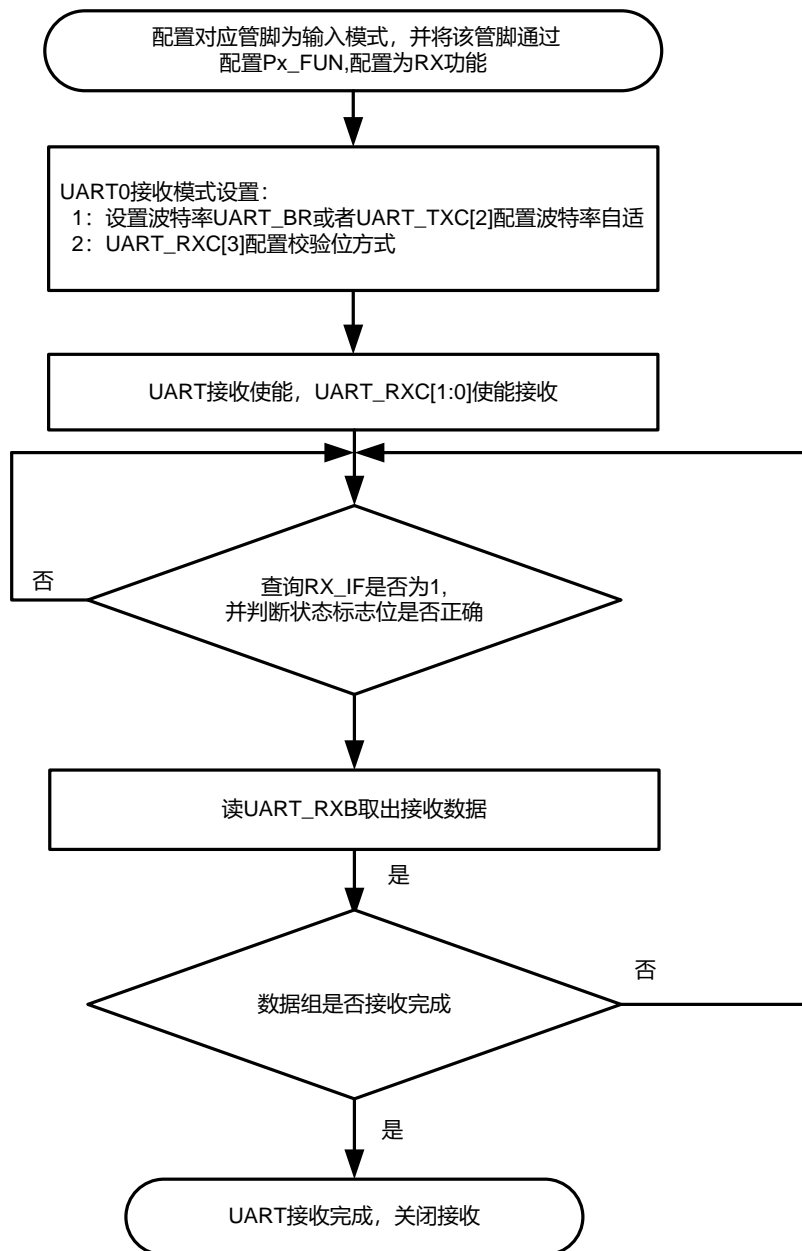 配置对应管脚为输入模式，并将该管脚通过
配置Px_FUN,配置为RX功能
UART0接收模式设置：
1：设置波特率UART_BR或者UART_TXC[2]配置波特率自适
2：UART_RXC[3]配置校验位方式
UART接收使能，UART_RXC[1:0]使能接收
否
查询RX_IF是否为1,
并判断状态标志位是否正确
读UART_RXB取出接收数据
是
否
数据组是否接收完成
是
UART接收完成，关闭接收